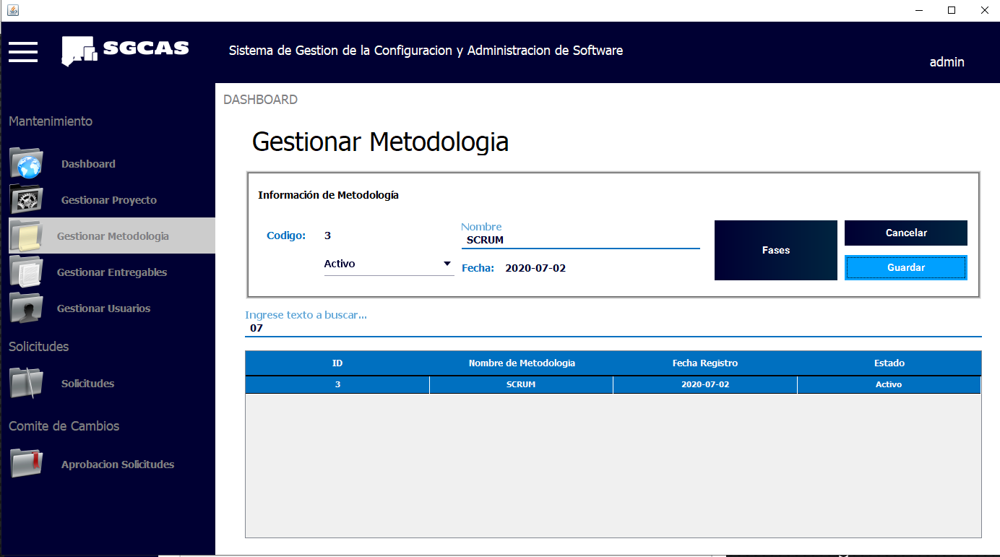 SGCAS
Sistema de Gestion de la Configuracion y Administracion de Software
admin
Mantenimiento
Dashboard
Gestionar Proyecto
Gestionar Metodologia
Gestionar Entregables
Gestionar Usuarios
Solicitudes
Solicitudes
Comite de Cambios
Aprobacion Solicitudes
DASHBOARD
Gestionar Metodologia
Información de Metodología
Codigo: 3
Nombre
SCRUM
Activo
Fecha: 2020-07-02
Fases
Cancelar
Guardar
Ingrese texto a buscar...
07
ID Nombre de Metodologia Fecha Registro Estado
3 SCRUM 2020-07-02 Activo